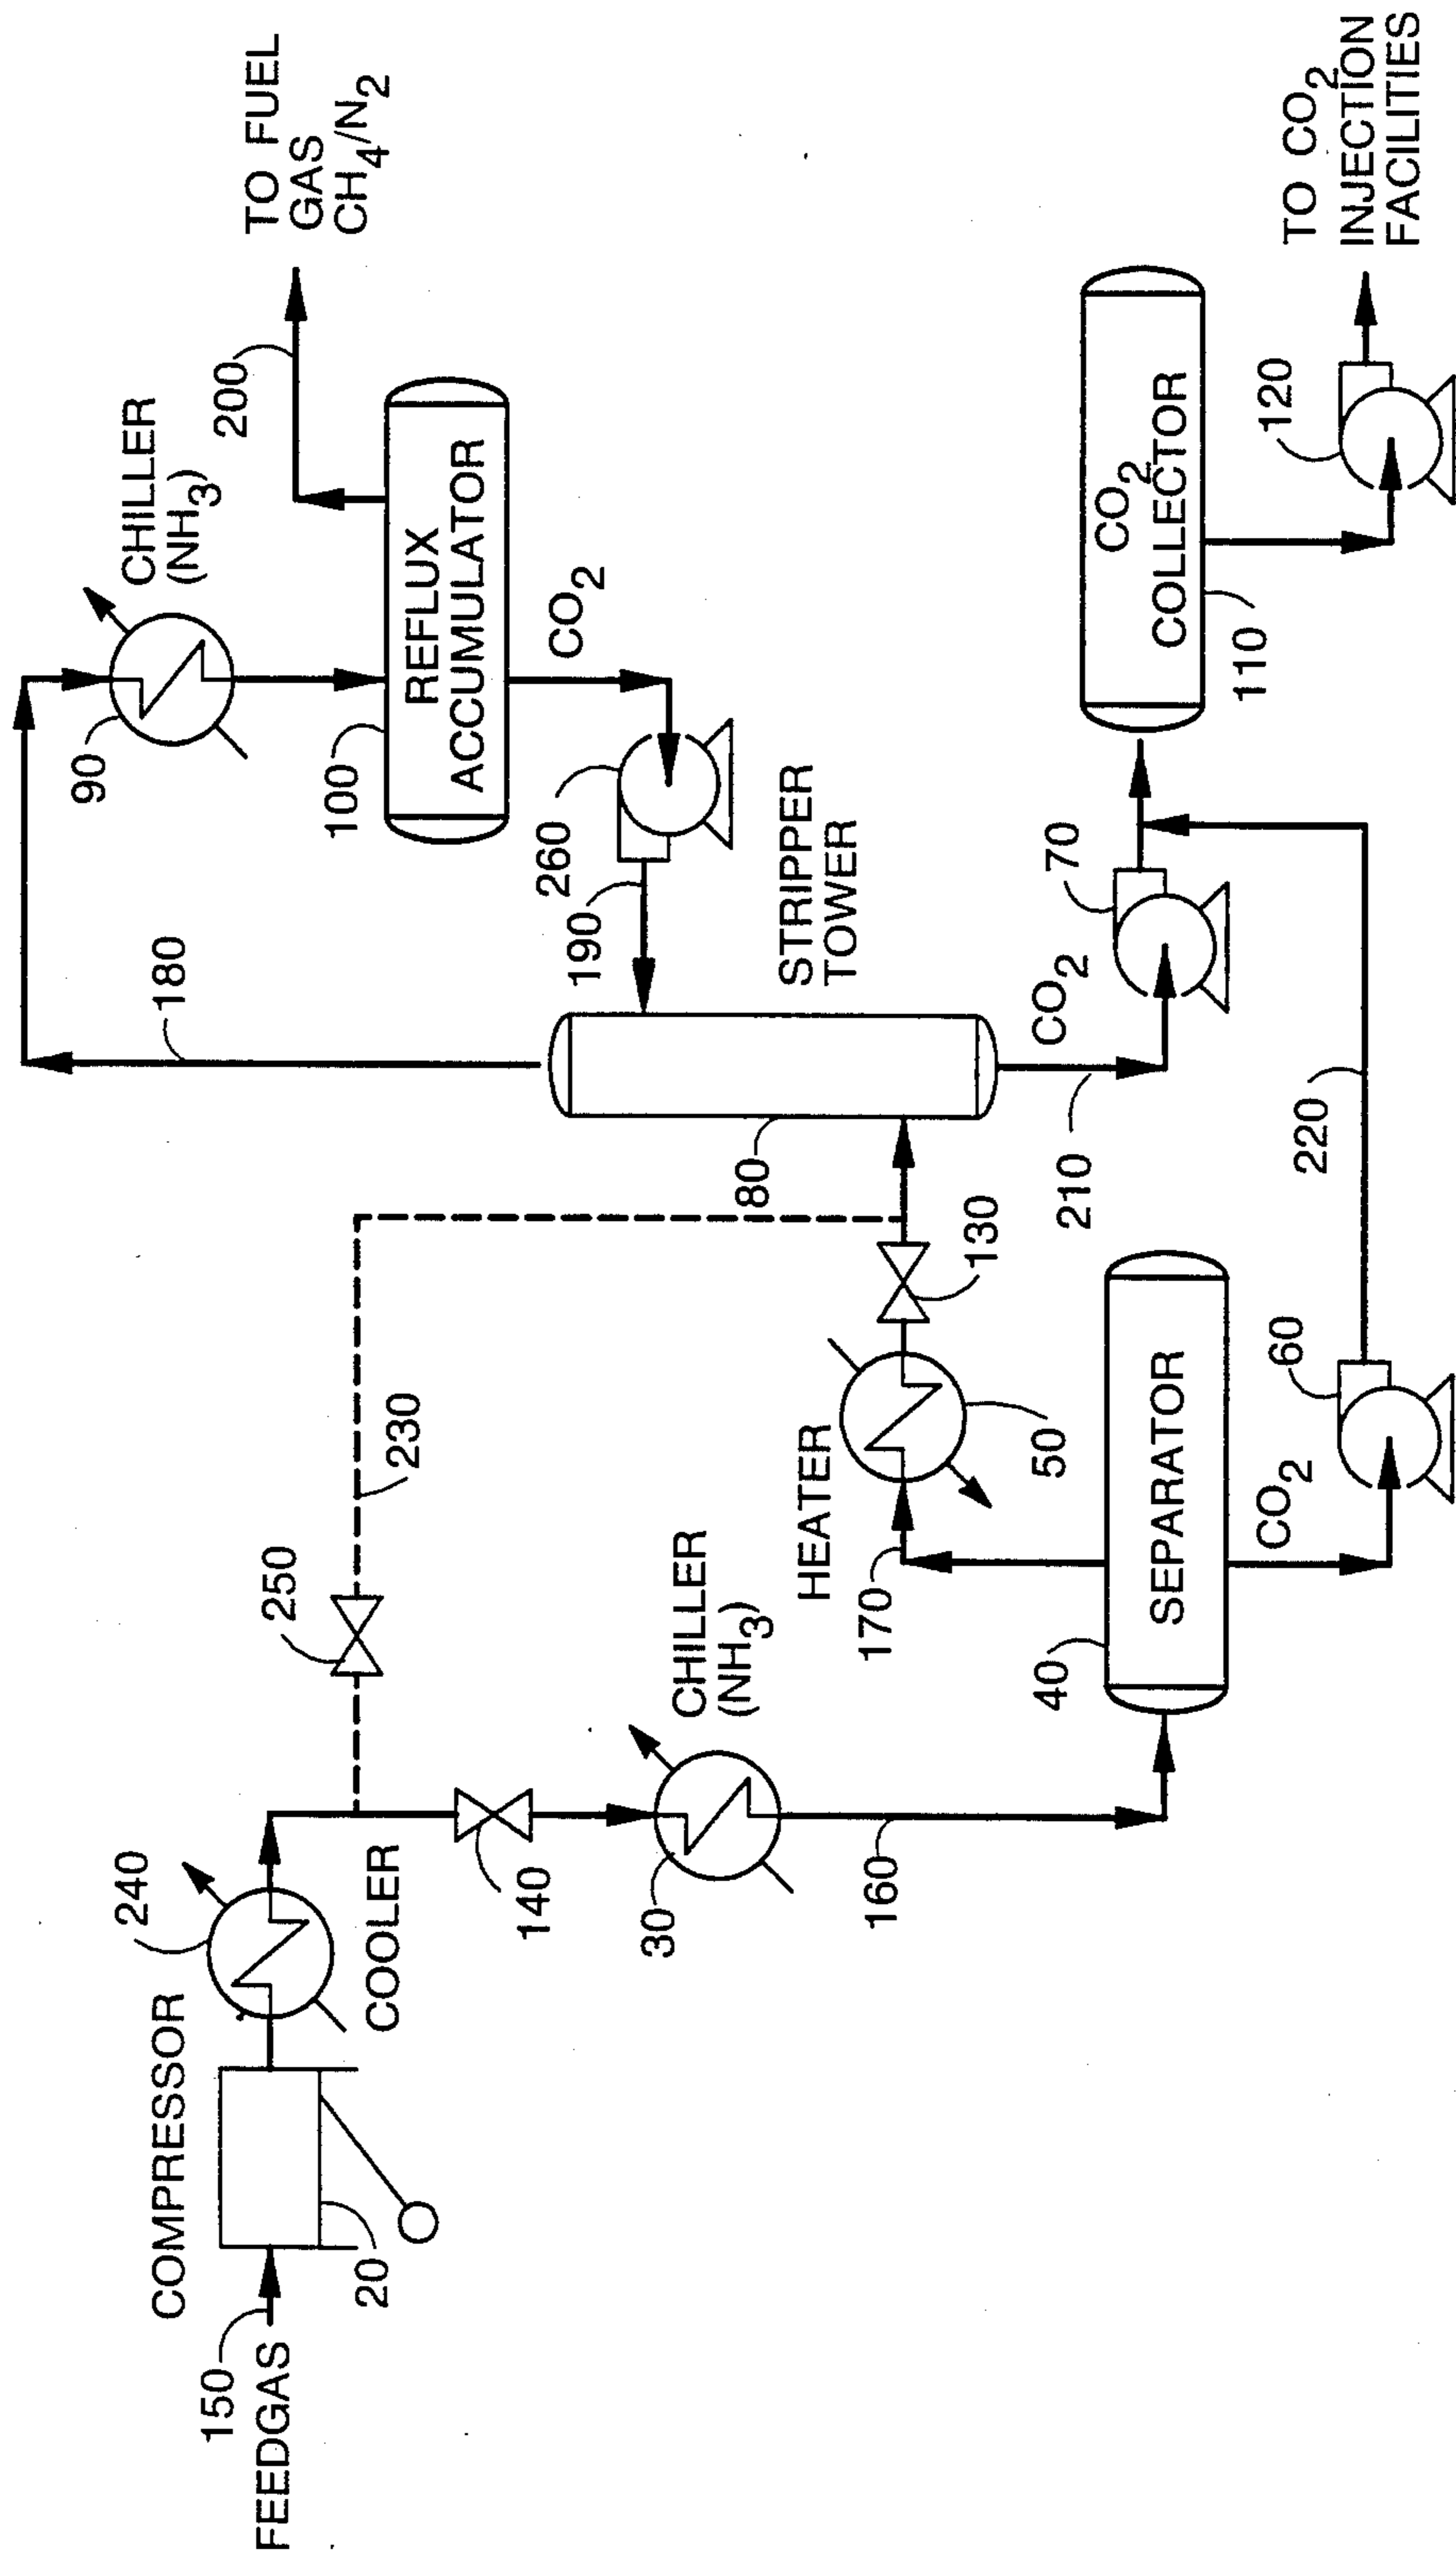 150
FEEDGAS
COMPRESSOR
20
240
COOLER
140
250
230
CHILLER
(NH3)
30
160
40
SEPARATOR
170
HEATER
50
130
CO2
60
220
80
STRIPPER
TOWER
180
190
260
210
CO2
70
90
CHILLER
(NH3)
100
REFLUX
ACCUMULATOR
CO2
200
TO FUEL
GAS
CH4/N2
CO2
COLLECTOR
110
120
TO CO2
INJECTION
FACILITIES